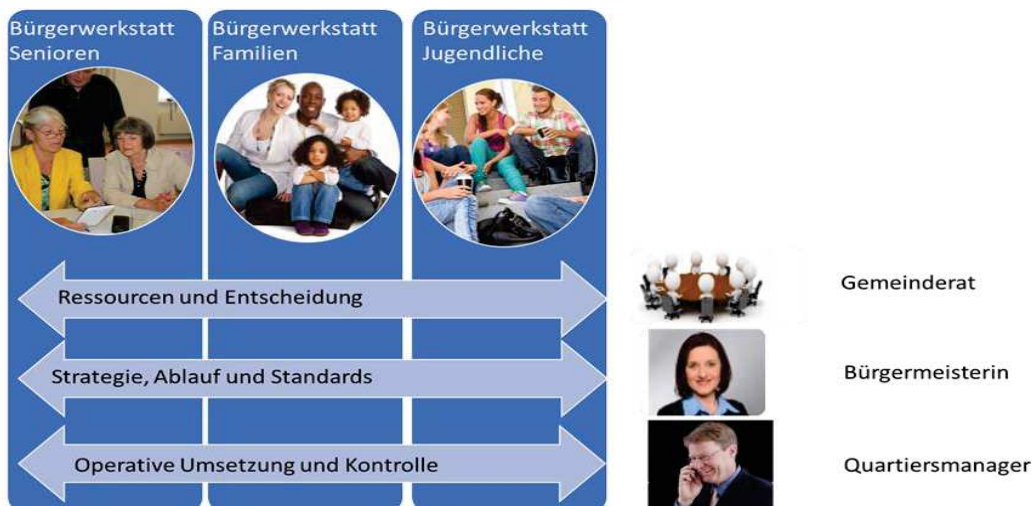 Bürgerwerkstatt
Senioren
Bürgerwerkstatt
Familien
Bürgerwerkstatt
Jugendliche
Ressourcen und Entscheidung
Gemeinderat
Strategie, Ablauf und Standards
Bürgermeisterin
Operative Umsetzung und Kontrolle
Quartiersmanager